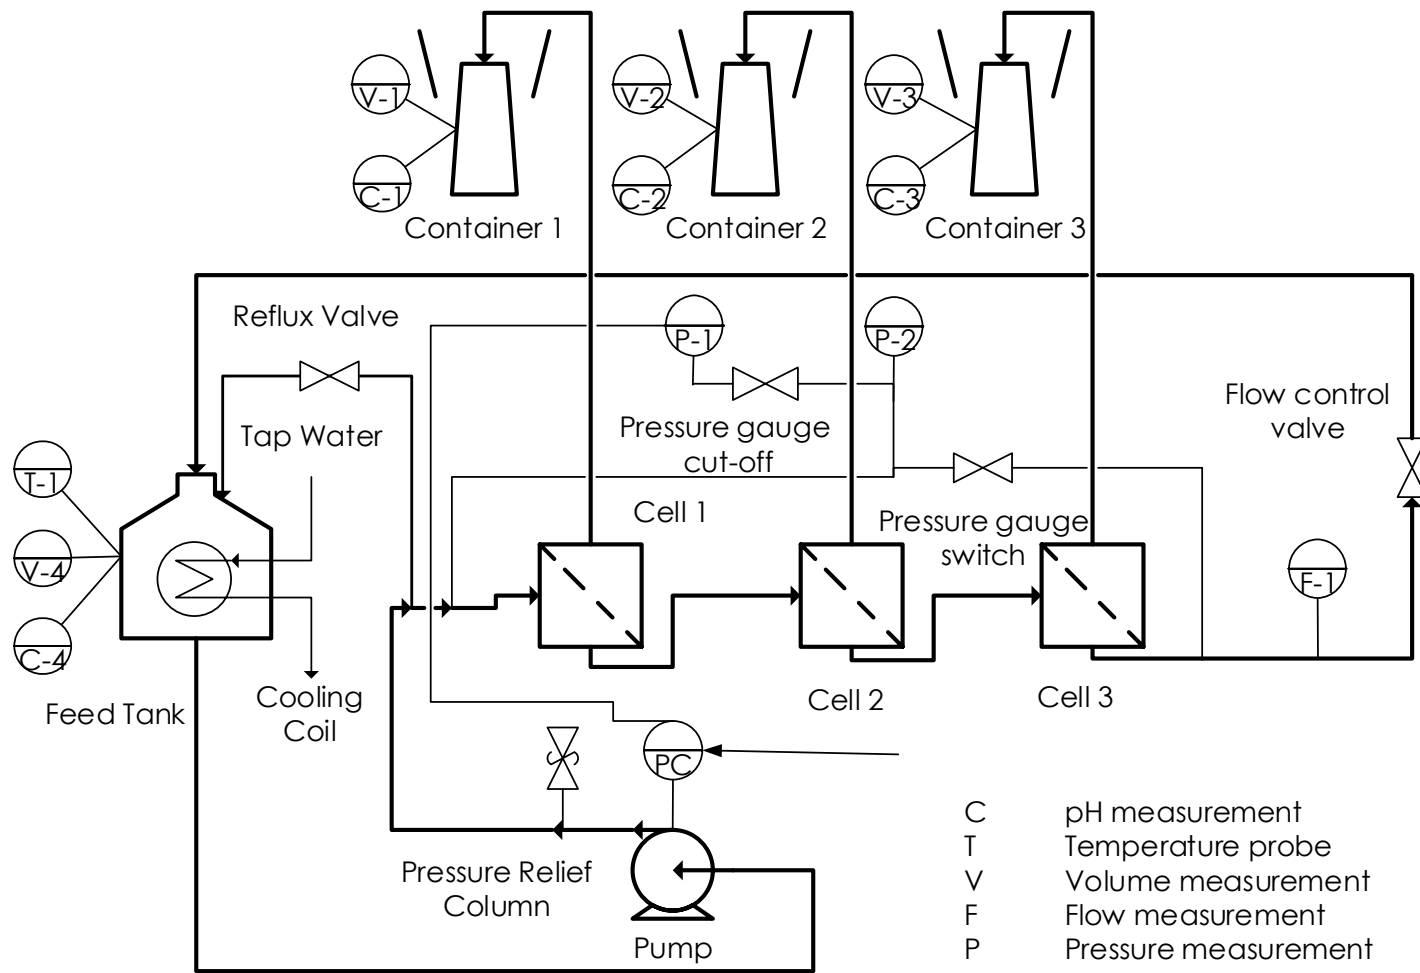 V-1
V-2
V-3
C-1
C-2
C-3
Container 1
Container 2
Container 3
Reflux Valve
P-1
P-2
Tap Water
Pressure gauge
cut-off
Flow control
valve
T-1
Cell 1
Pressure gauge
switch
V-4
F-1
C-4
Feed Tank
Cooling
Coil
Cell 2
Cell 3
PC
Pressure Relief
Column
Pump
C pH measurement
T Temperature probe
V Volume measurement
F Flow measurement
P Pressure measurement